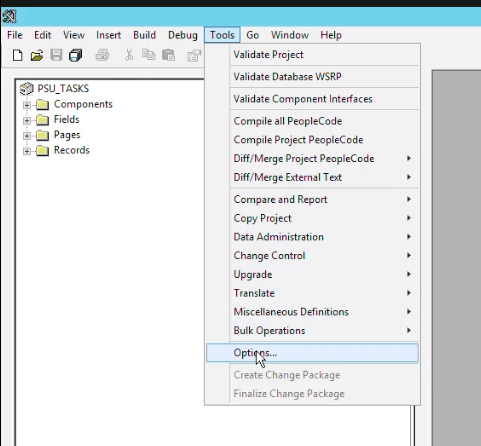 File Edit View Insert Build Debug Tools Go Window Help
PSU_TASKS
Components
Fields
Pages
Records
Validate Project
Validate Database WSRP
Validate Component Interfaces
Compile all PeopleCode
Compile Project PeopleCode
Diff/Merge Project PeopleCode
Diff/Merge External Text
Compare and Report
Copy Project
Data Administration
Change Control
Upgrade
Translate
Miscellaneous Definitions
Bulk Operations
Options...
Create Change Package
Finalize Change Package